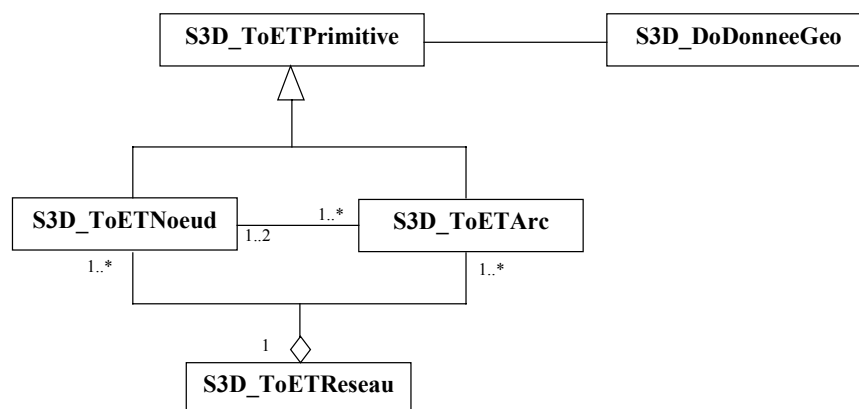 S3D_ToETPrimitive
S3D_DoDonneeGeo
S3D_ToETNoeud
1..*
S3D_ToETArc
1..2
1..*
1..*
1
S3D_ToETReseau